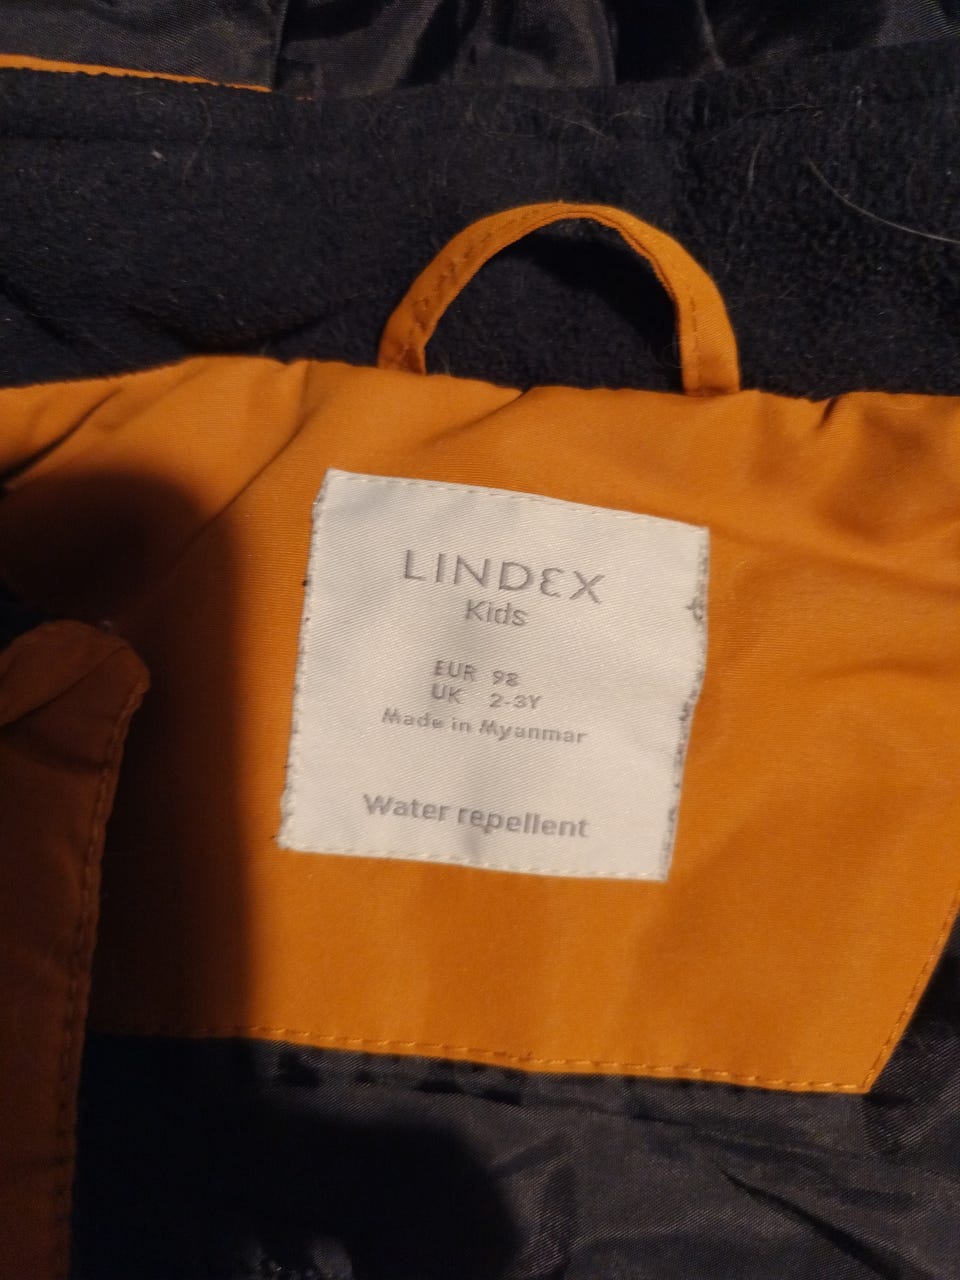 LINDEX
Kids
EUR 98
UK 2-3Y
Made in Myanmar
Water repellent